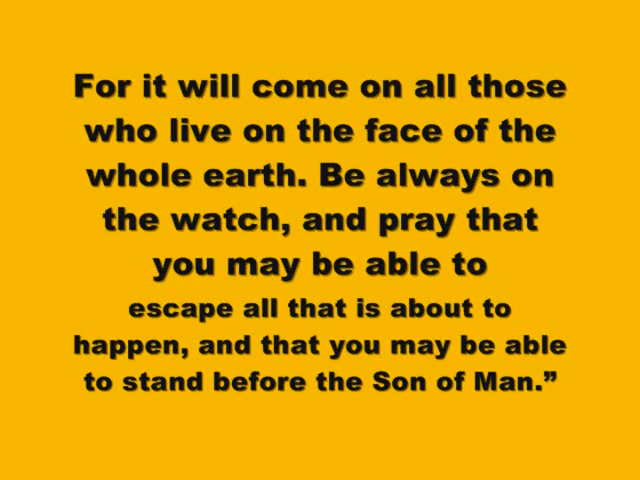 For it will come on all those
who live on the face of the
whole earth. Be always on
the watch, and pray that
you may be able to
escape all that is about to
happen, and that you may be able
to stand before the Son of Man.”